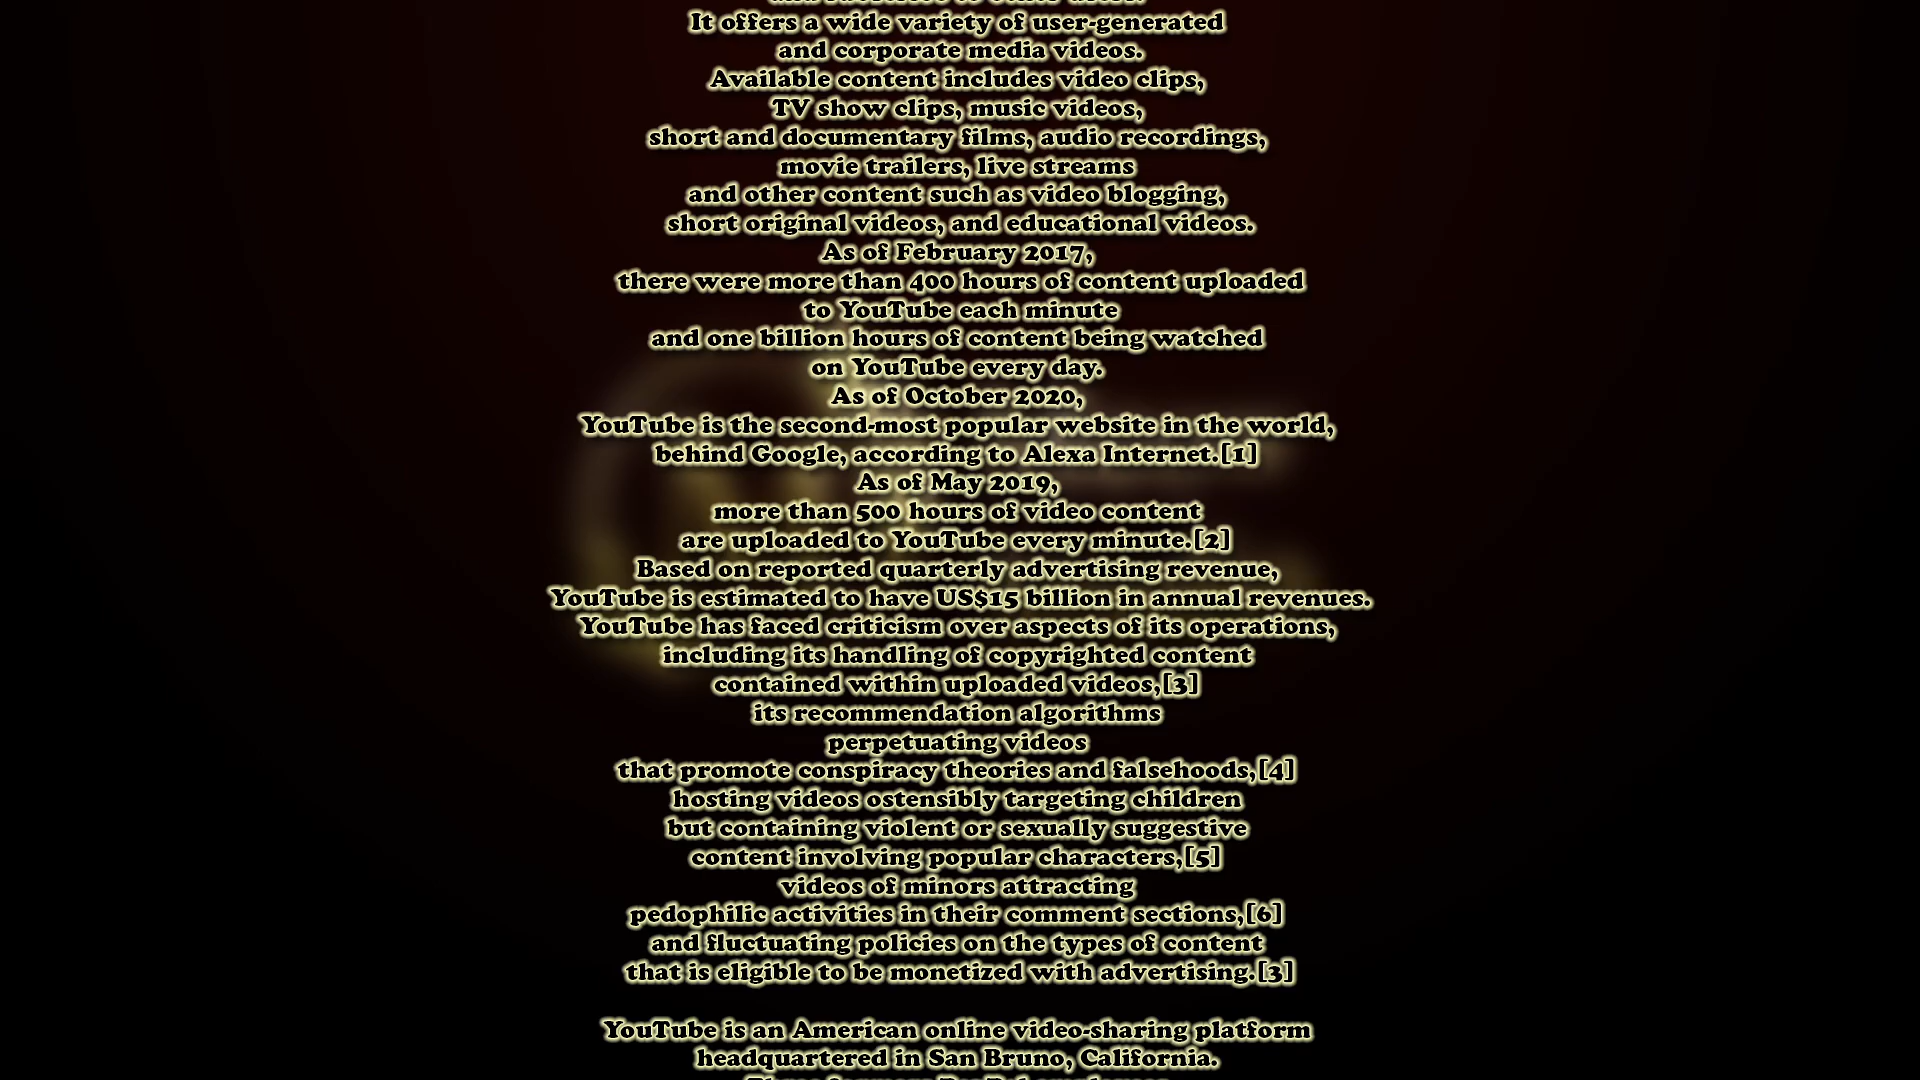 It offers a wide variety of user-generated
and corporate media videos.
Available content includes video clips,
TV show clips, music videos,
short and documentary films, audio recordings,
movie trailers, live streams
and other content such as video blogging,
short original videos, and educational videos.
As of February 2017,
there were more than 400 hours of content uploaded
to YouTube each minute
and one billion hours of content being watched
on YouTube every day.
As of October 2020,
YouTube is the second-most popular website in the world,
behind Google, according to Alexa Internet.[1]
As of May 2019,
more than 500 hours of video content
are uploaded to YouTube every minute.[2]
Based on reported quarterly advertising revenue,
YouTube is estimated to have US$15 billion in annual revenues.
YouTube has faced criticism over aspects of its operations,
including its handling of copyrighted content
contained within uploaded videos,[3]
its recommendation algorithms
perpetuating videos
that promote conspiracy theories and falsehoods,[4]
hosting videos ostensibly targeting children
but containing violent or sexually suggestive
content involving popular characters,[5]
videos of minors attracting
pedophilic activities in their comment sections,[6]
and fluctuating policies on the types of content
that is eligible to be monetized with advertising.[3]
YouTube is an American online video-sharing platform
headquartered in San Bruno, California.